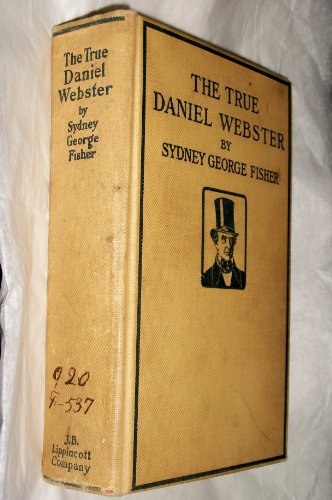 The True
Daniel
Webster
by
Sydney
George
Fisher
920
F-537
J.B.
Lippincott
Company
THE TRUE
DANIEL WEBSTER
BY
SYDNEY GEORGE FISHER